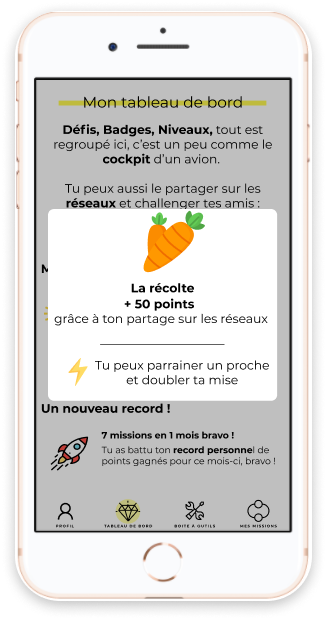 Mon tableau de bord
Défis, Badges, Niveaux, tout est
regroupé ici, c'est un peu comme le
cockpit d'un avion.
Tu peux aussi le partager sur les
réseaux et challenger tes amis :
M
La récolte
+ 50 points
grâce à ton partage sur les réseaux
Tu peux parrainer un proche
et doubler ta mise
Un nouveau record !
7 missions en 1 mois bravo !
Tu as battu ton record personnel de
points gagnés pour ce mois-ci, bravo !
PROFIL TABLEAU DE BORD BOITE À OUTILS MES MISSIONS